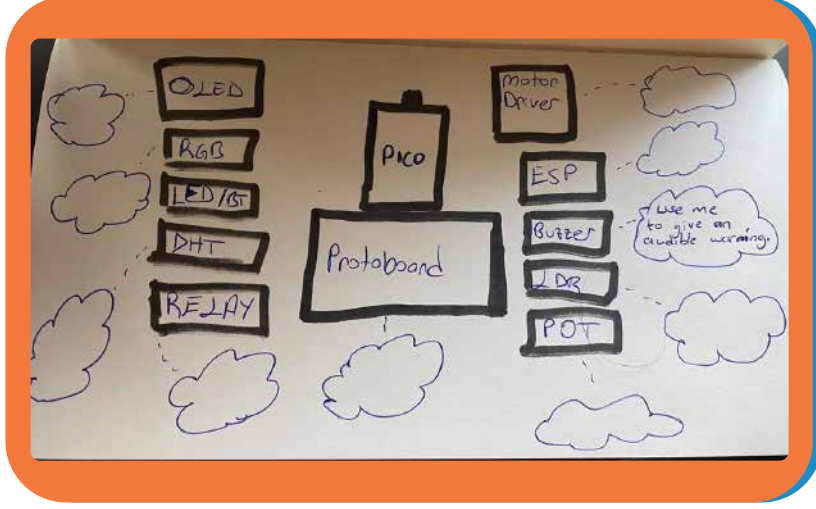 OLED
RGB
LED/BT
DHT
RELAY
Pico
Protoboard
Motor
Driver
ESP
Buzzer
Use me
to give an
audible warning.
LDR
POT